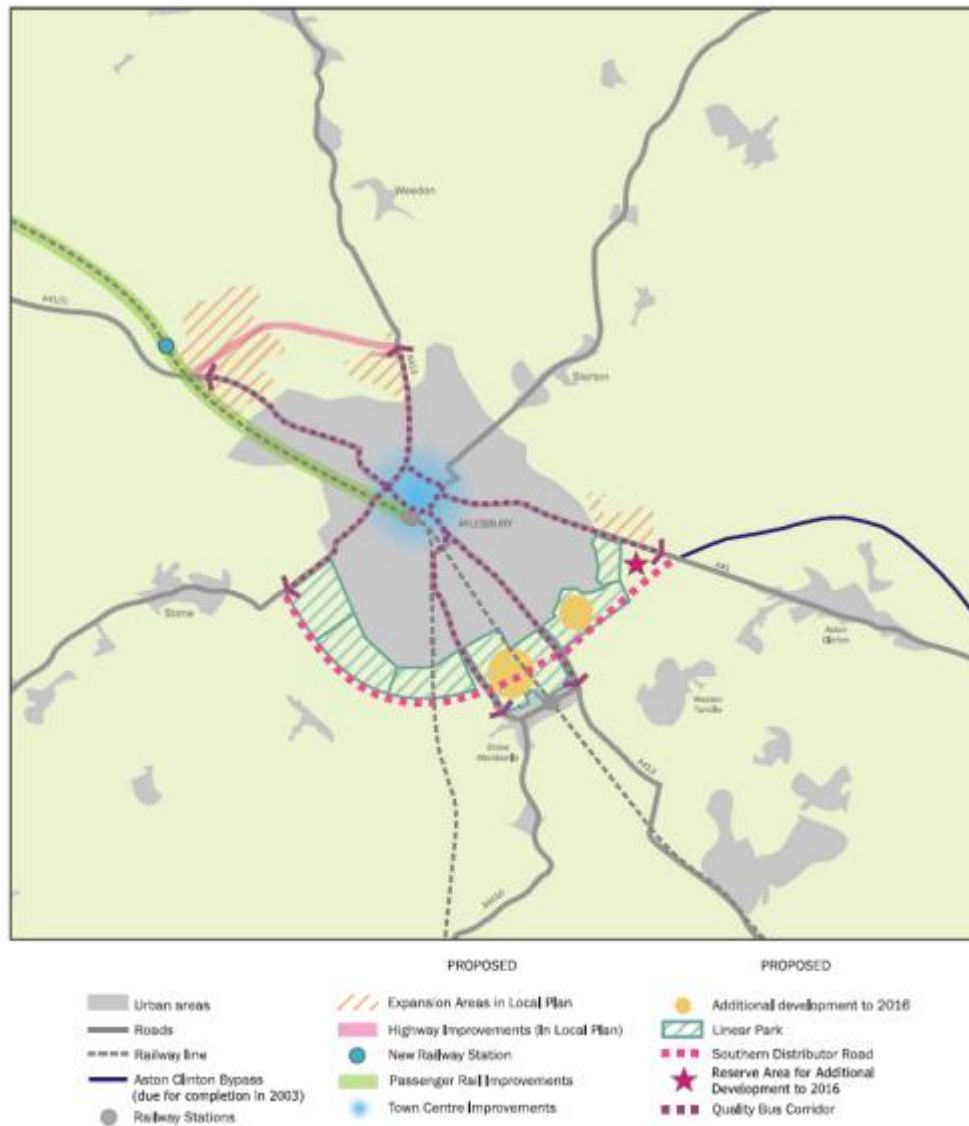 Weedon
A41(T)
A413
Bierton
AYLESBURY
Stone
A41
Aston
Clinton
Weston
Turville
Stoke
Mandeville
A413
A4010
PROPOSED
PROPOSED
Urban areas
Roads
Railway line
Aston Clinton Bypass
(due for completion in 2003)
Railway Stations
Expansion Areas in Local Plan
Highway Improvements (In Local Plan)
New Railway Station
Passenger Rail Improvements
Town Centre Improvements
Additional development to 2016
Linear Park
Southern Distributor Road
Reserve Area for Additional
Development to 2016
Quality Bus Corridor